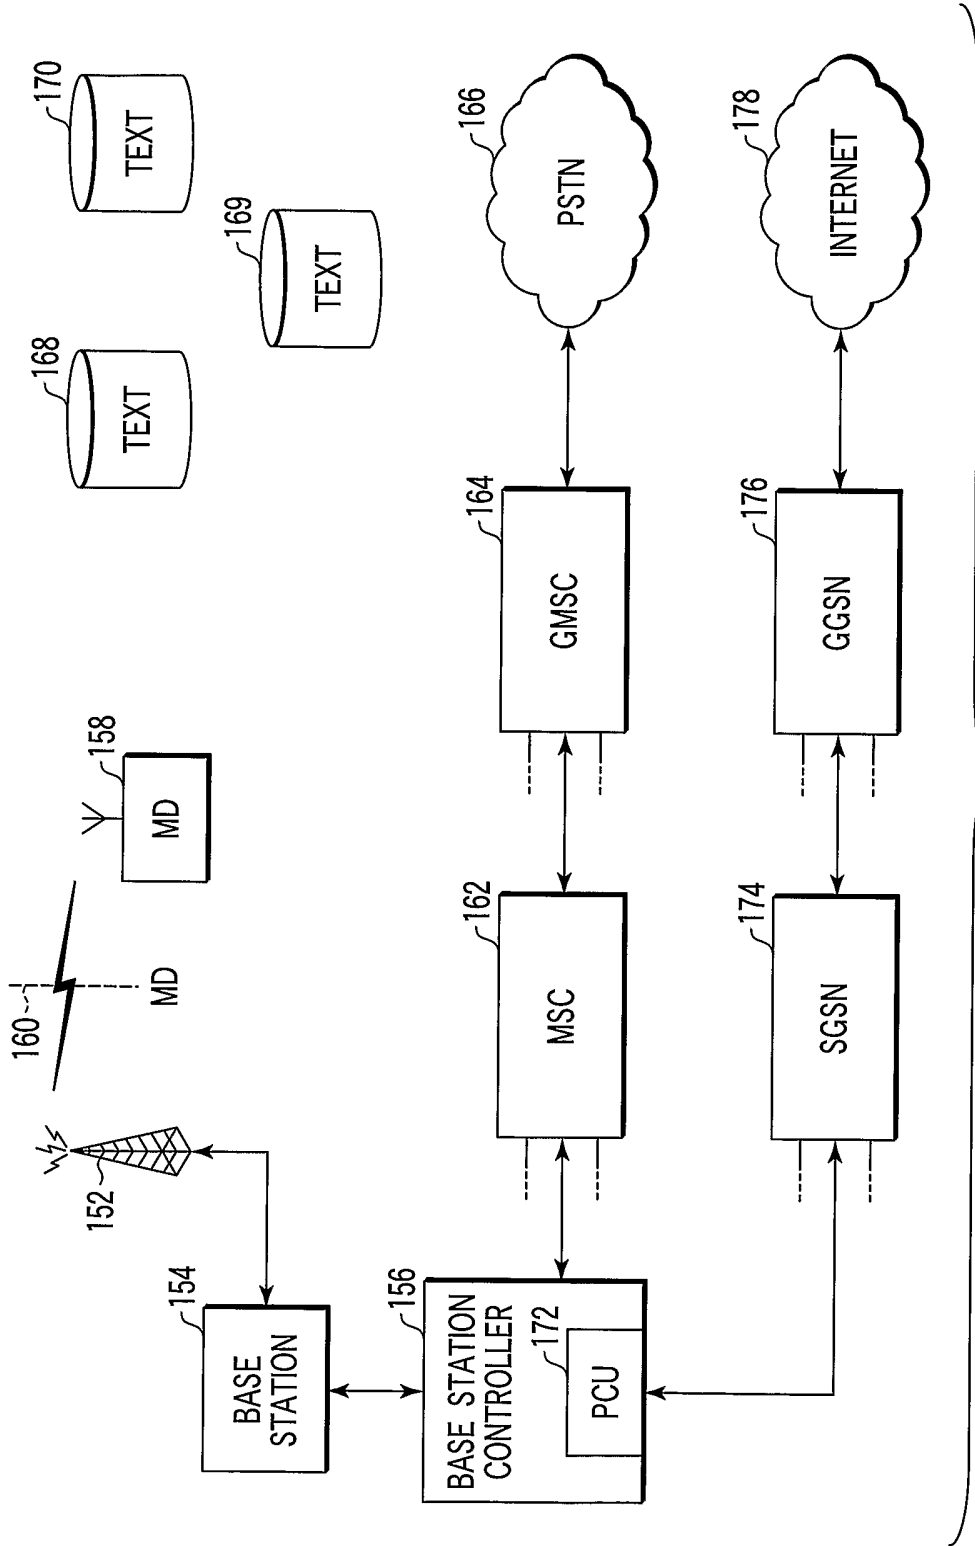 160
MD
158
MD
152
154
BASE
STATION
168
TEXT
170
TEXT
169
TEXT
156
BASE STATION
CONTROLLER
172
PCU
162
MSC
164
GMSC
166
PSTN
174
SGSN
176
GGSN
178
INTERNET